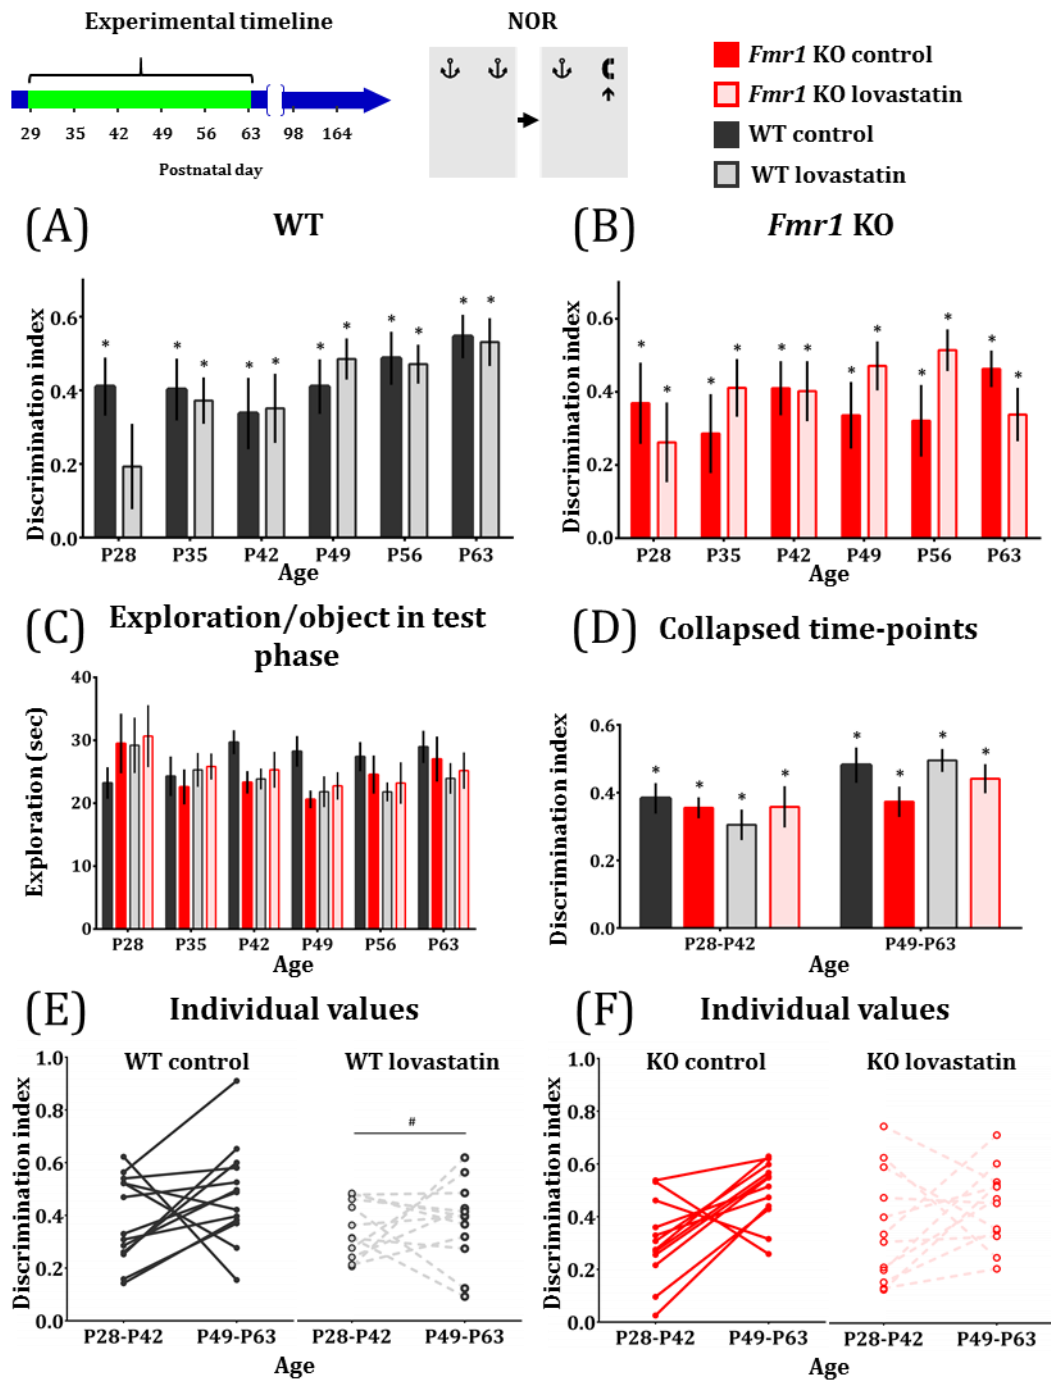 Experimental timeline
NOR
29 35 42 49 56 63 98 164
Postnatal day
Fmr1 KO control
Fmr1 KO lovastatin
WT control
WT lovastatin
(A) WT
Discrimination index
0.6
0.4
0.2
0.0
* * * * * * * * * * *
P28 P35 P42 P49 P56 P63
Age
(B) Fmr1 KO
Discrimination index
0.6
0.4
0.2
0.0
* * * * * * * * * * * *
P28 P35 P42 P49 P56 P63
Age
(C) Exploration/object in test
phase
Exploration (sec)
40
30
20
10
0
P28 P35 P42 P49 P56 P63
Age
(D) Collapsed time-points
Discrimination index
0.6
0.4
0.2
0.0
* * * * * * * *
P28-P42 P49-P63
Age
(E) Individual values
WT control WT lovastatin
Discrimination index
1.0
0.8
0.6
0.4
0.2
0.0
#
P28-P42 P49-P63 P28-P42 P49-P63
Age
(F) Individual values
KO control KO lovastatin
Discrimination index
1.0
0.8
0.6
0.4
0.2
0.0
P28-P42 P49-P63 P28-P42 P49-P63
Age